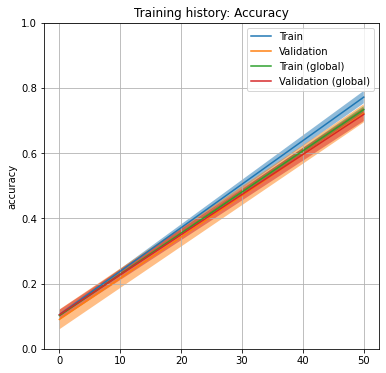 Training history: Accuracy
1.0
0.8
0.6
0.4
0.2
0.0
accuracy
Train
Validation
Train (global)
Validation (global)
0 10 20 30 40 50